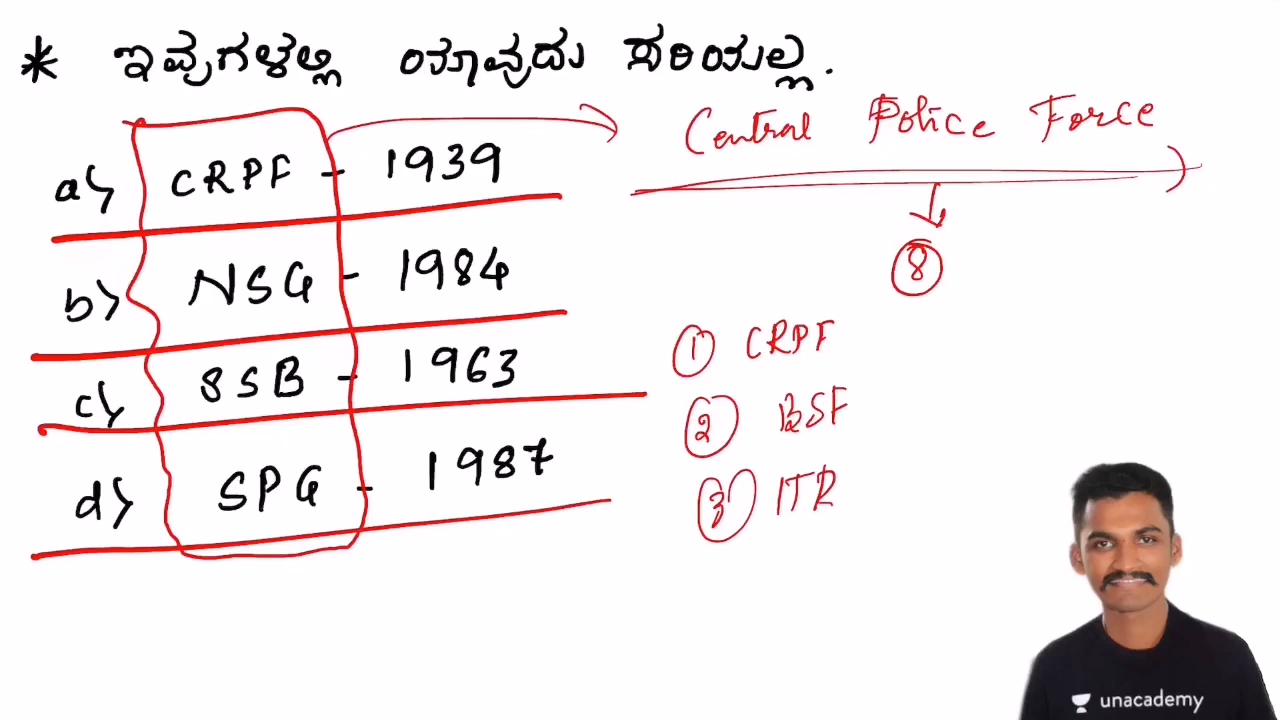 * ಇವುಗಳಲ್ಲಿ ಯಾವುದು ಸರಿಯಲ್ಲ.
a) CRPF - 1939
b) NSG - 1984
c) SSB - 1963
d) SPG - 1987
Central Police Force
8
1 CRPF
2 BSF
3 ITB
unacademy